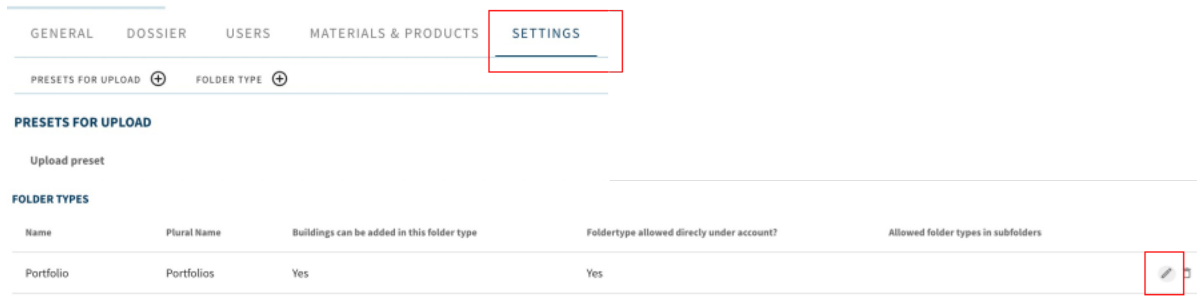 GENERAL DOSSIER USERS MATERIALS & PRODUCTS SETTINGS
PRESETS FOR UPLOAD FOLDER TYPE
PRESETS FOR UPLOAD
Upload preset
FOLDER TYPES
Name Plural Name Buildings can be added in this folder type Foldertype allowed direcly under account? Allowed folder types in subfolders
Portfolio Portfolios Yes Yes